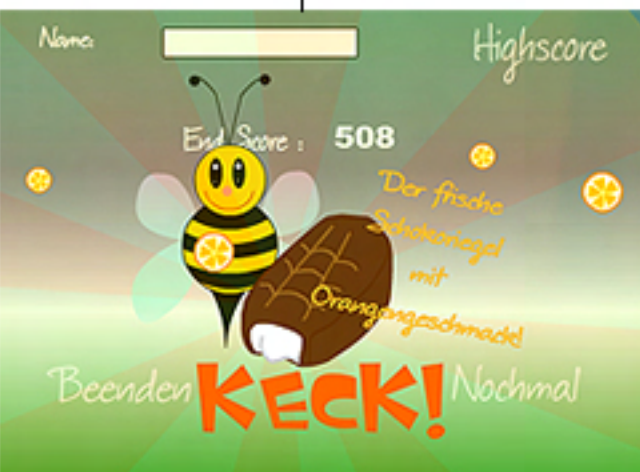 Name:
Highscore
End Score : 508
"Der frische
Schokoriegel
mit
Orangengeschmack!
Beenden
KECK!
Nochmal